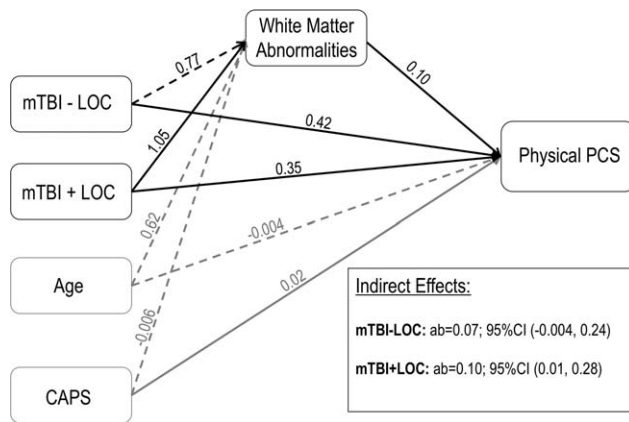 White Matter
Abnormalities
0.77
0.10
mTBI - LOC
0.42
1.05
Physical PCS
mTBI + LOC
0.35
0.62
-0.004
Age
0.02
-0.006
CAPS
Indirect Effects:
mTBI-LOC: ab=0.07; 95%CI (-0.004, 0.24)
mTBI+LOC: ab=0.10; 95%CI (0.01, 0.28)